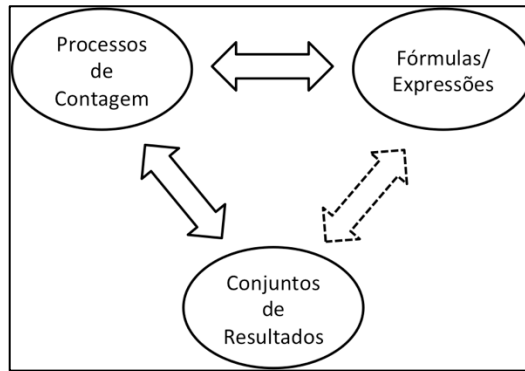 Processos
de
Contagem
Fórmulas/
Expressões
Conjuntos
de
Resultados